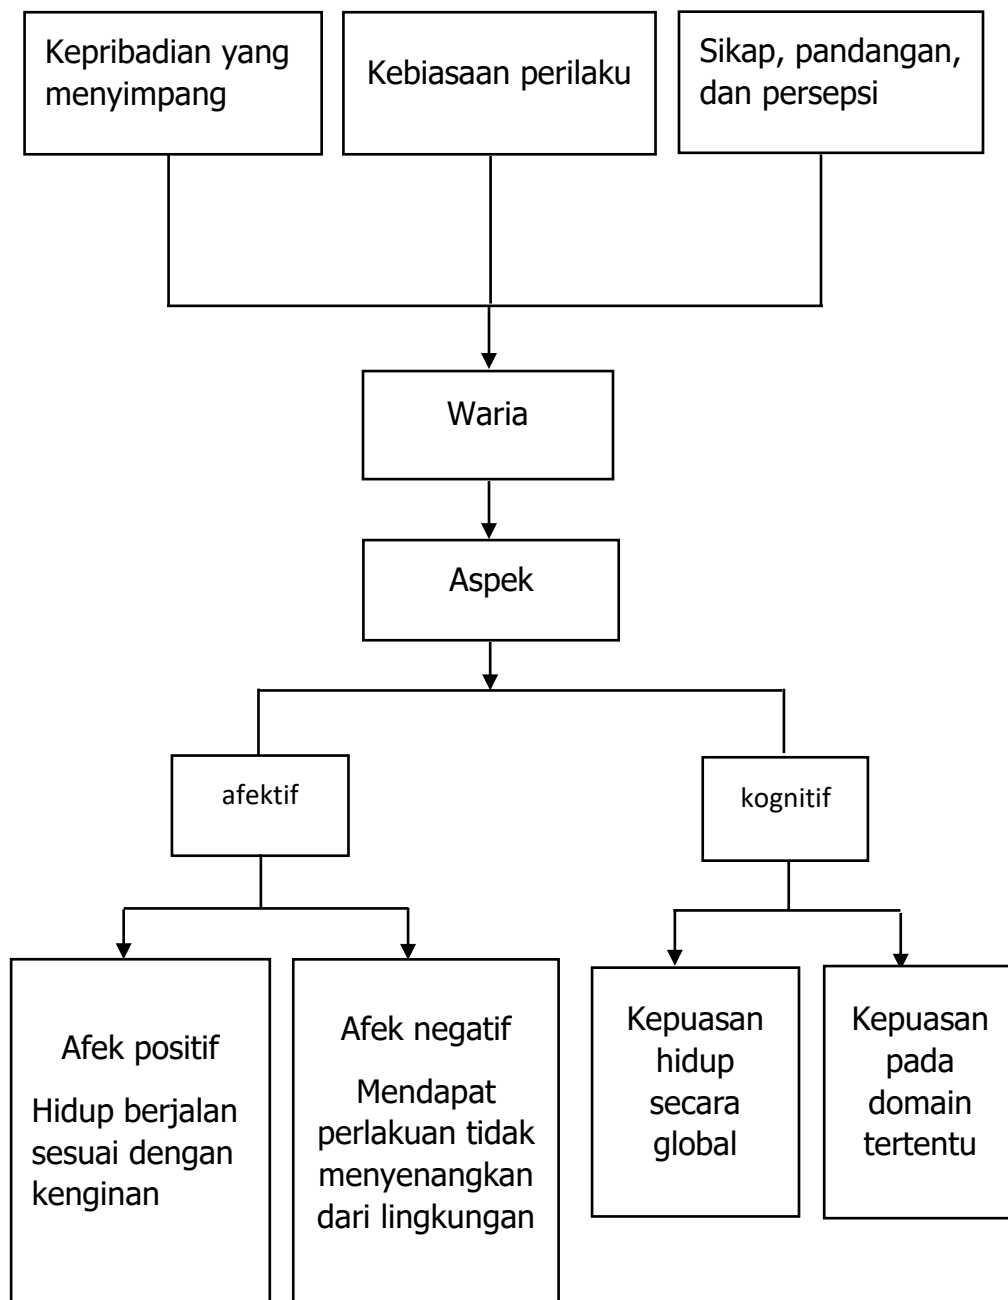 Kepribadian yang
menyimpang
Kebiasaan perilaku
Sikap, pandangan,
dan persepsi
Waria
Aspek
afektif
kognitif
Afek positif
Hidup berjalan
sesuai dengan
kenginan
Afek negatif
Mendapat
perlakuan tidak
menyenangkan
dari lingkungan
Kepuasan
hidup
secara
global
Kepuasan
pada
domain
tertentu